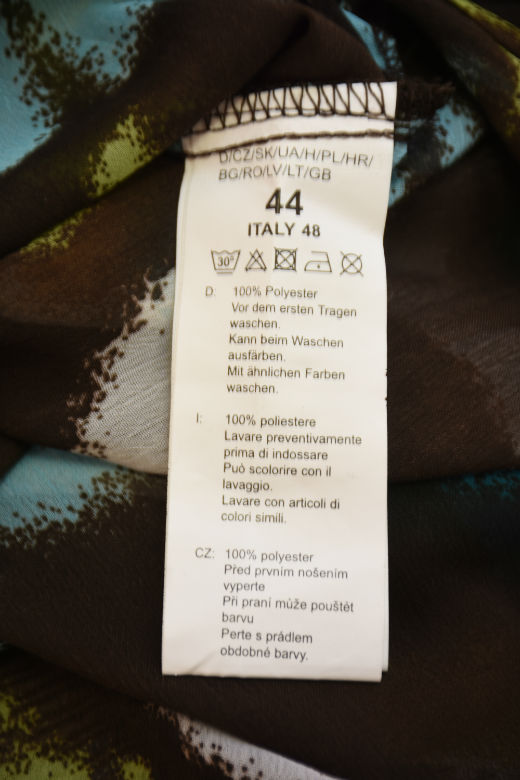 D/CZ/SK/UA/H/PL/HR/
BG/RO/LV/LT/GB
44
ITALY 48
30°
D: 100% Polyester
Vor dem ersten Tragen
waschen.
Kann beim Waschen
ausfärben.
Mit ähnlichen Farben
waschen.
I: 100% poliestere
Lavare preventivamente
prima di indossare
Può scolorire con il
lavaggio.
Lavare con articoli di
colori simili.
CZ: 100% polyester
Před prvním nošením
vyperte
Při praní může pouštět
barvu
Perte s prádlem
obdobné barvy.